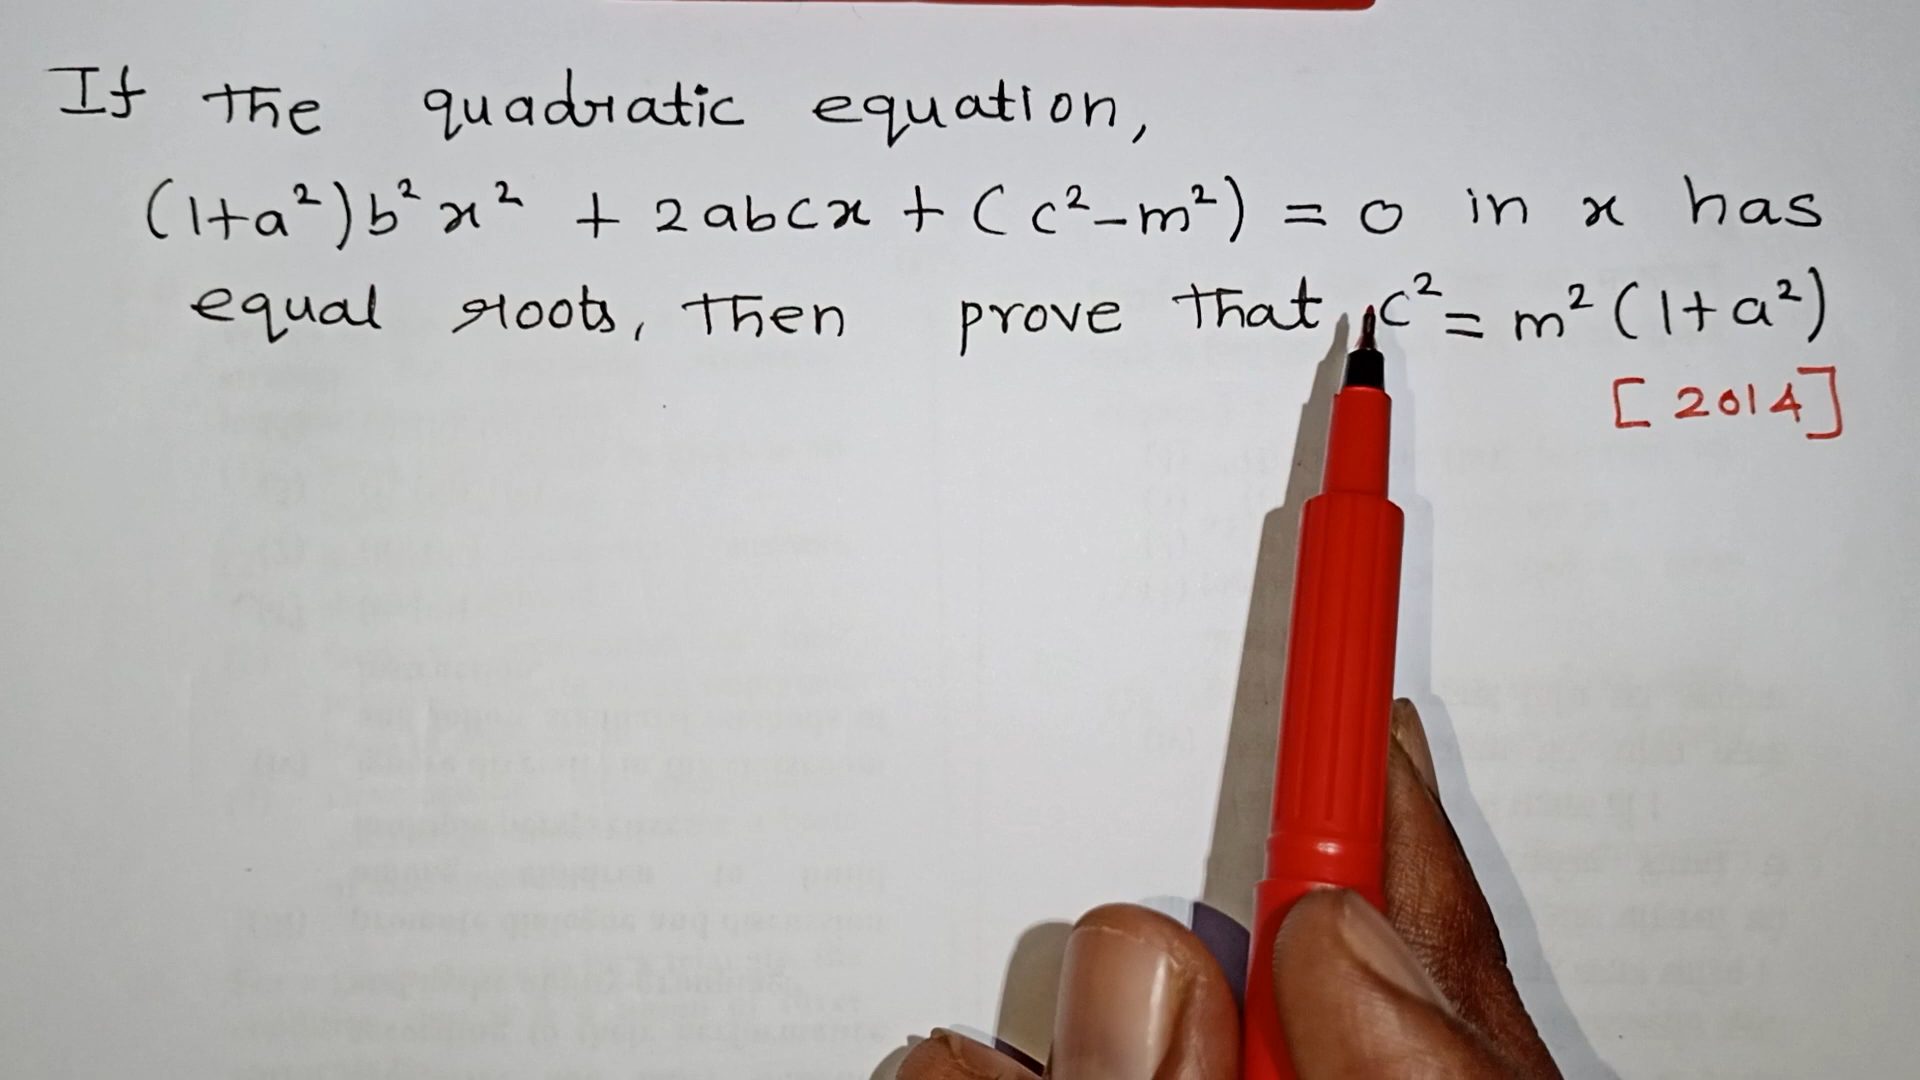 If the quadratic equation,
(1+a²)b²x² + 2abcx + (c²-m²) = 0 in x has
equal roots, then prove that c² = m²(1+a²)
[2014]